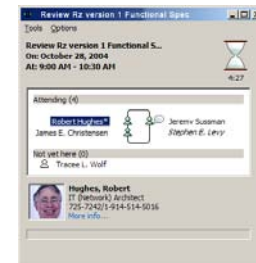 Review Rz version 1 Functional Spec
Tools Options
Review Rz version 1 Functional S...
On: October 28, 2004
At: 9:00 AM - 10:30 AM
4:27
Attending (4)
Robert Hughes*
Jeremy Sussman
James E. Christensen
Stephen E. Levy
Not yet here (0)
Tracee L. Wolf
Hughes, Robert
IT (Network) Architect
725-7242/1-914-514-5016
More info...